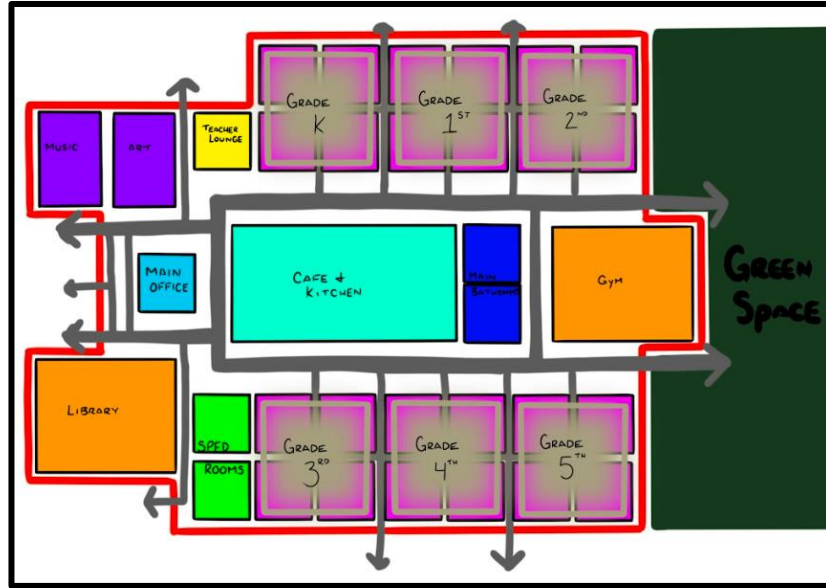 GRADE
K
GRADE
1ST
GRADE
2ND
MUSIC
ART
TEACHER
LOUNGE
MAIN
OFFICE
CAFE &
KITCHEN
MAIN
GYM
GREEN
SPACE
LIBRARY
SPED
ROOMS
GRADE
3RD
GRADE
4TH
GRADE
5TH